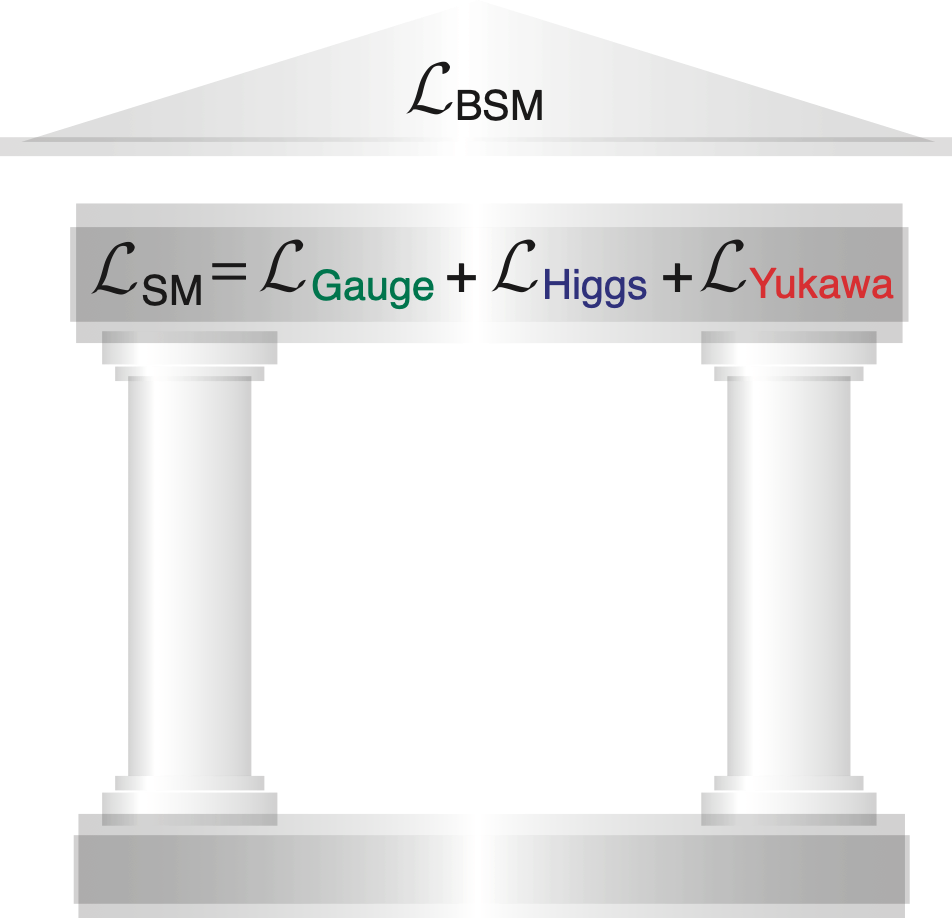 ℒBSM
ℒSM = ℒGauge + ℒHiggs + ℒYukawa